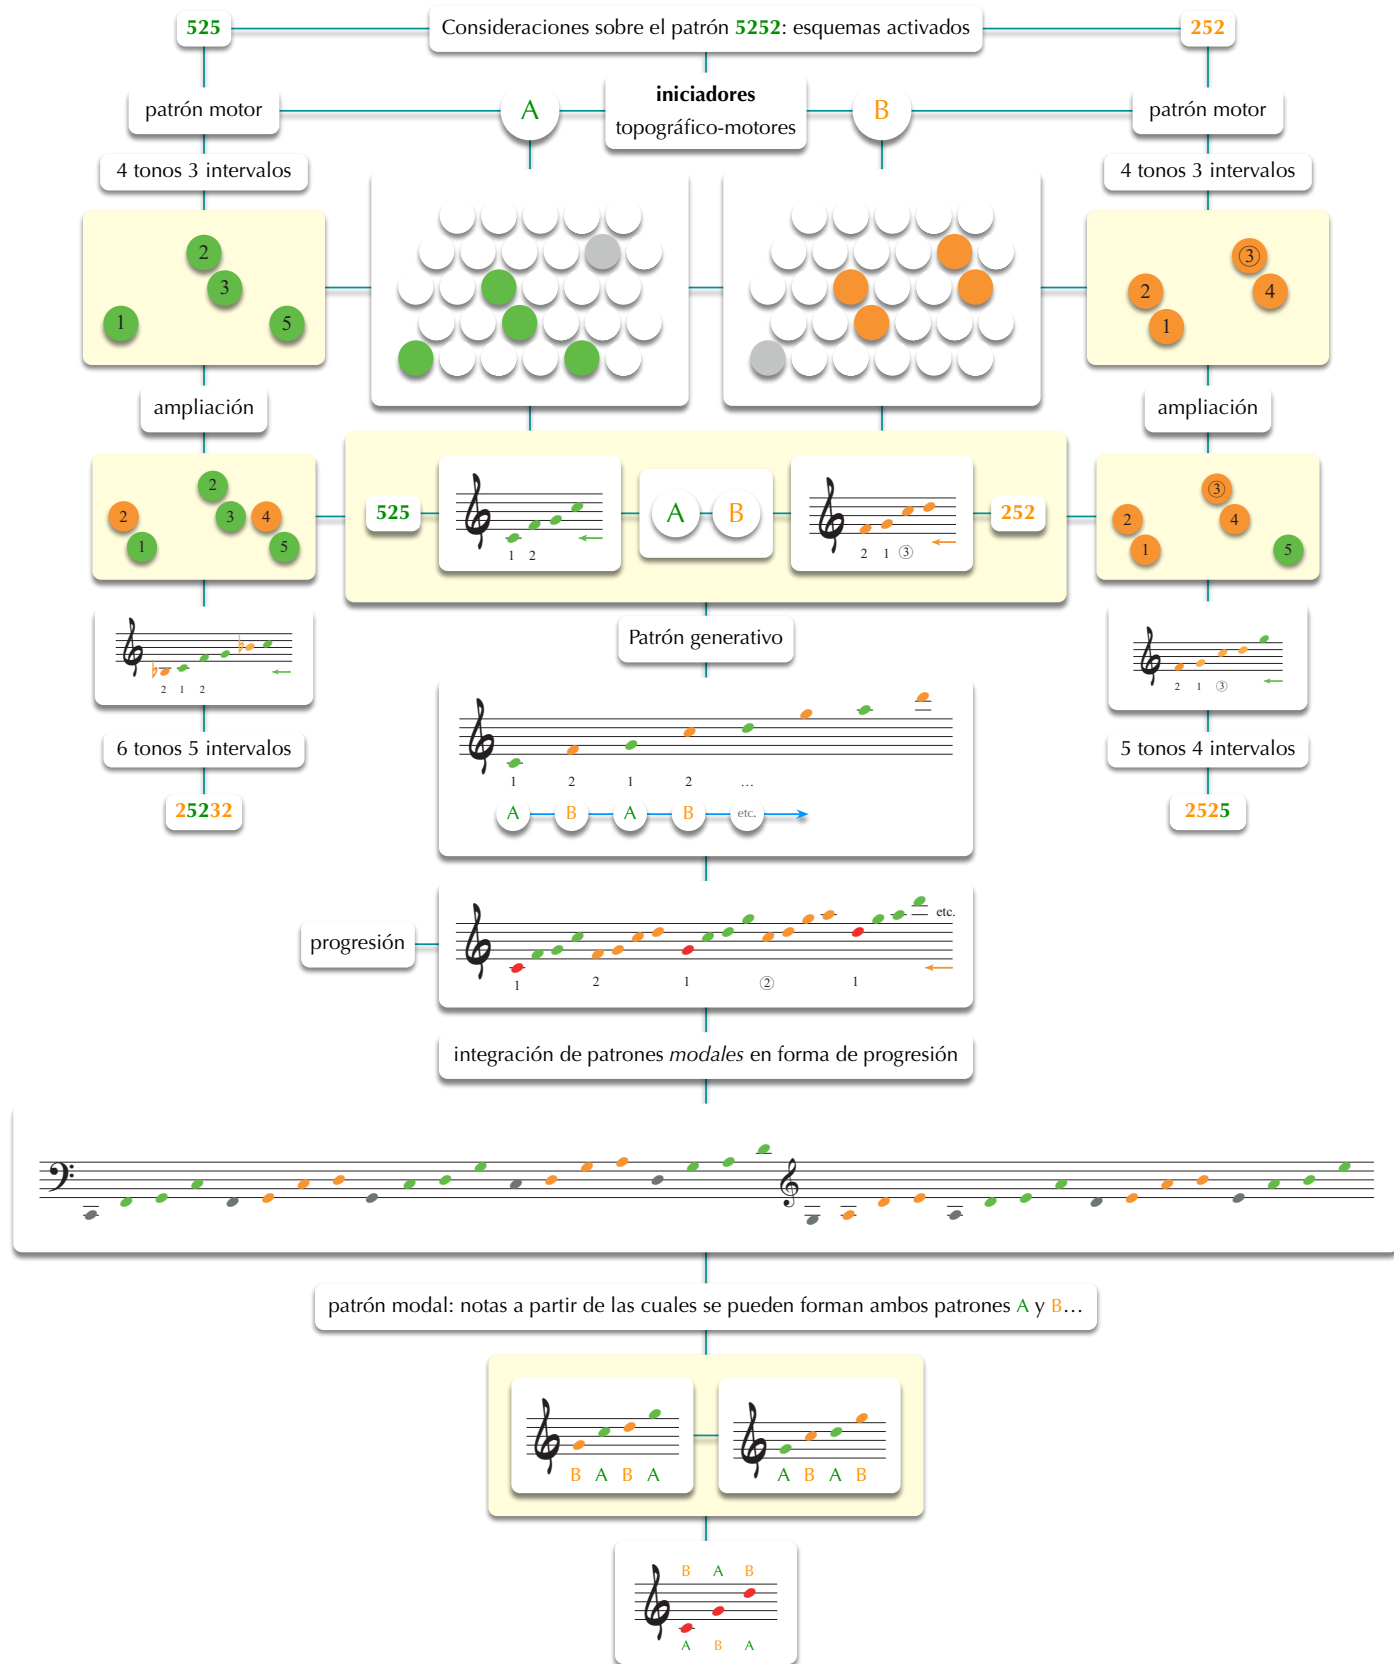 525
Consideraciones sobre el patrón 5252: esquemas activados
252
patrón motor
A
iniciadores
topográfico-motores
B
patrón motor
4 tonos 3 intervalos
4 tonos 3 intervalos
2
3
1
5
③
2
4
1
ampliación
ampliación
2
2
3
4
1
5
525
1 2
A
B
2 1 ③
252
③
2
4
1
5
2 1 2
Patrón generativo
2 1 ③
6 tonos 5 intervalos
5 tonos 4 intervalos
1 2 1 2 ...
25232
A B A B etc.
2525
progresión
etc.
1 2 1 ② 1
integración de patrones modales en forma de progresión
patrón modal: notas a partir de las cuales se pueden forman ambos patrones A y B...
B A B A
A B A B
B A B
A B A